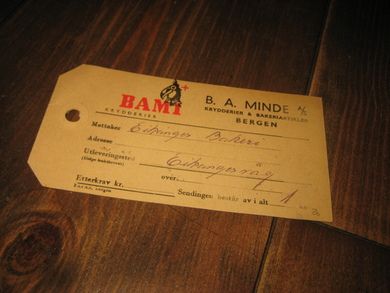 BAMI
KRYDDERIER
B. A. MINDE A/S
KRYDDERIER & BAKERIARTIKLER
BERGEN
Mottaker: Eikanger Bakeri
Adresse:
Utleveringssted Eikangervåg
over
Etterkrav kr. Sendingen består av i alt 1